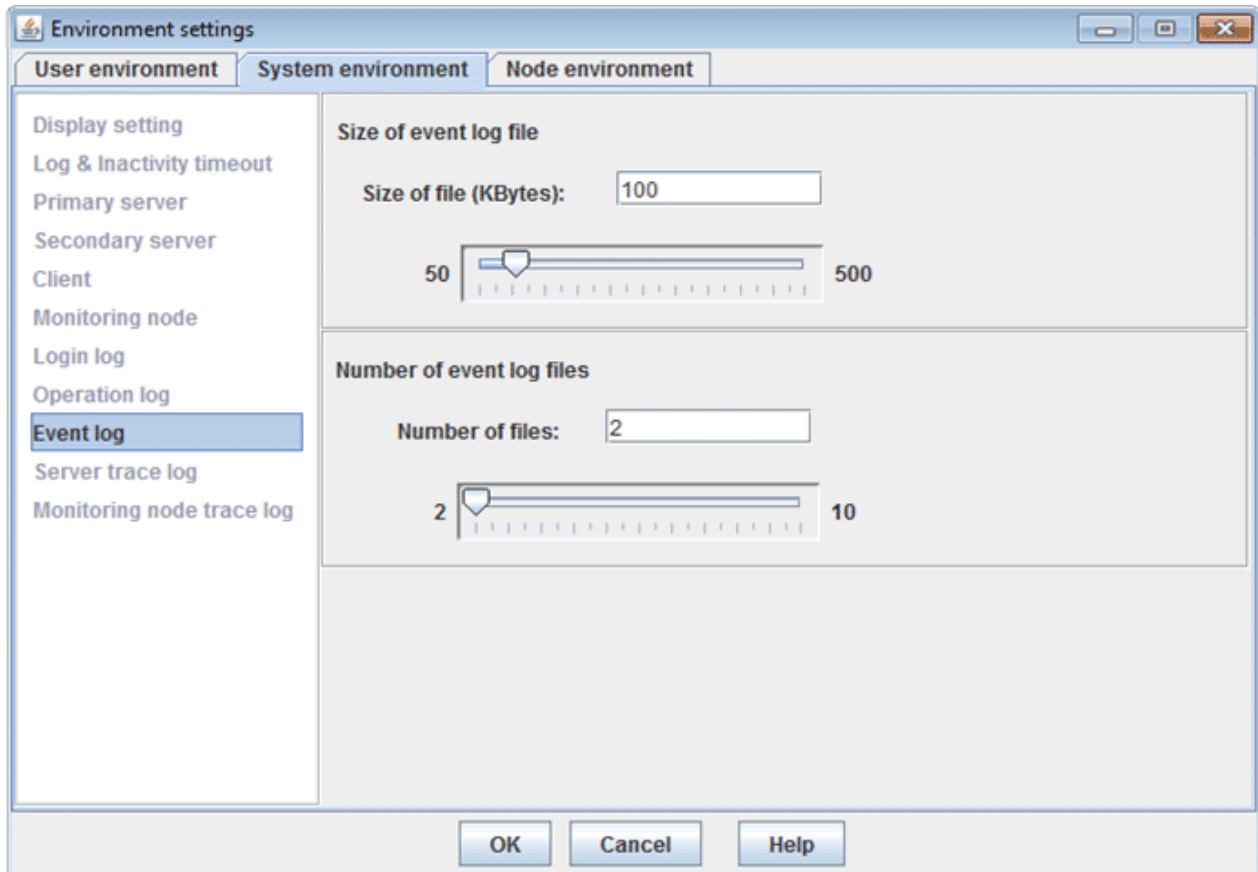 Environment settings
User environment System environment Node environment
Display setting
Log & Inactivity timeout
Primary server
Secondary server
Client
Monitoring node
Login log
Operation log
Event log
Server trace log
Monitoring node trace log
Size of event log file
Size of file (KBytes): 100
50 500
Number of event log files
Number of files: 2
2 10
OK Cancel Help